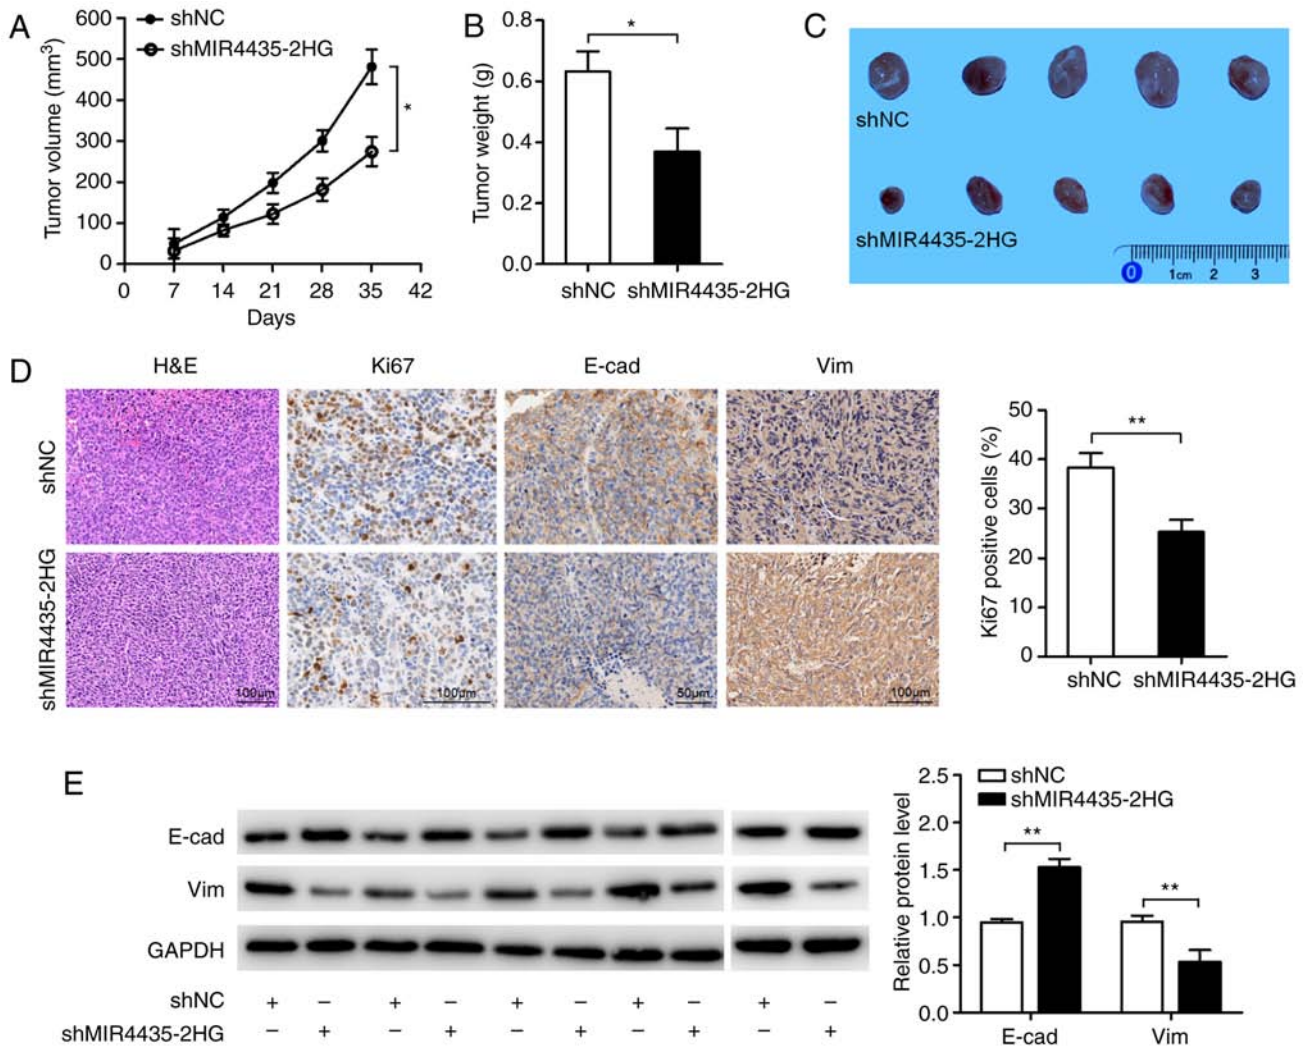 A
Tumor volume (mm³)
600
500
400
300
200
100
0
0 7 14 21 28 35 42
Days
shNC
shMIR4435-2HG
*
B
Tumor weight (g)
0.8
0.6
0.4
0.2
0.0
*
shNC shMIR4435-2HG
C
shNC
shMIR4435-2HG
0 1cm 2 3
D
H&E Ki67 E-cad Vim
shNC
shMIR4435-2HG
100μm 100μm 50μm 100μm
Ki67 positive cells (%)
50
40
30
20
10
0
**
shNC shMIR4435-2HG
E
E-cad
Vim
GAPDH
shNC + − + − + − + − + −
shMIR4435-2HG − + − + − + − + − +
Relative protein level
2.5
2.0
1.5
1.0
0.5
0.0
shNC
shMIR4435-2HG
**
**
E-cad Vim